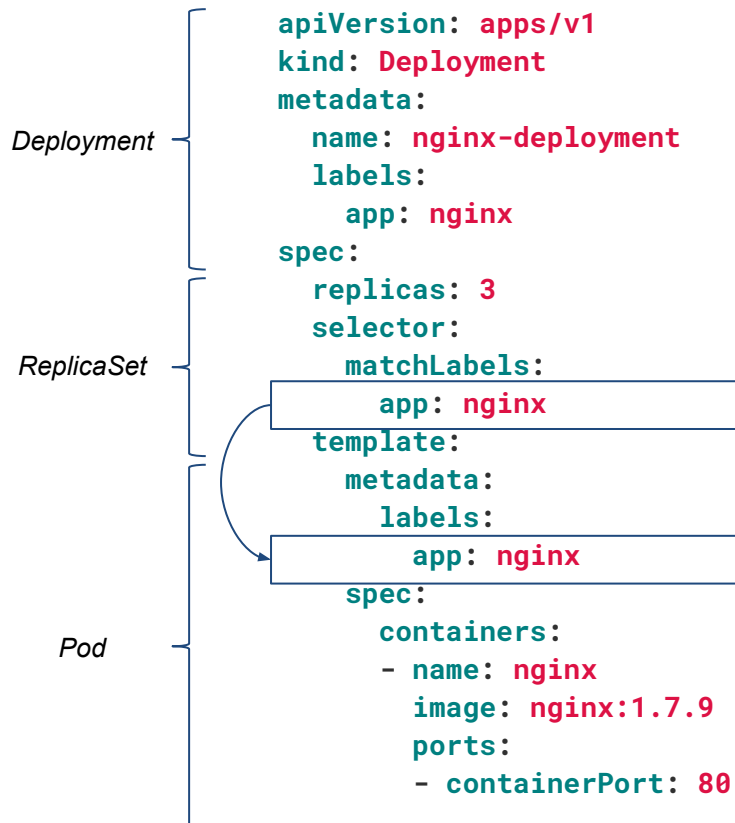 apiVersion: apps/v1
kind: Deployment
metadata:
Deployment
name: nginx-deployment
labels:
app: nginx
spec:
replicas: 3
selector:
ReplicaSet
matchLabels:
app: nginx
template:
metadata:
labels:
app: nginx
spec:
containers:
Pod
- name: nginx
image: nginx:1.7.9
ports:
- containerPort: 80